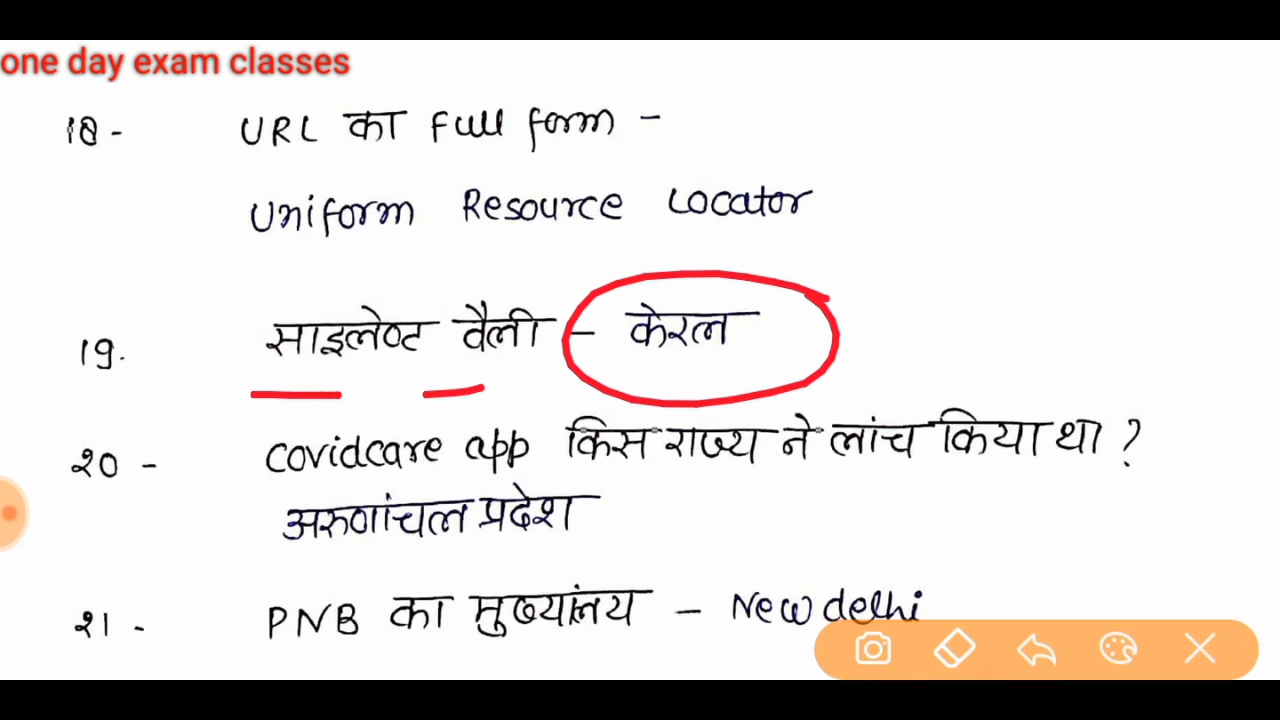 one day exam classes
18- URL का Full form -
Uniform Resource Locator
19. साइलेण्ट वैली - केरल
20 - covidcare app किस राज्य ने लांच किया था ?
अरुणांचल प्रदेश
21 - PNB का मुख्यांलय - New delhi